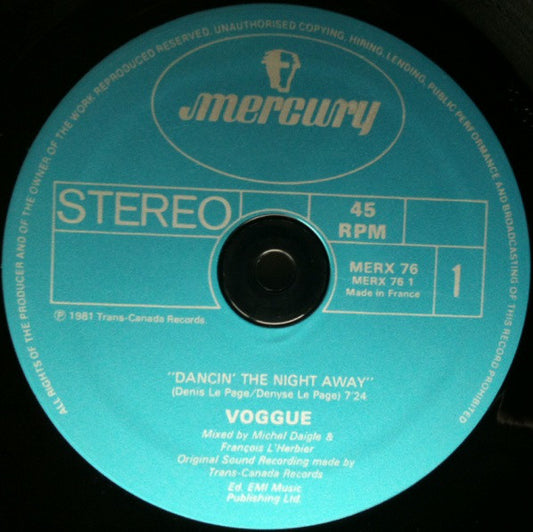 ALL RIGHTS OF THE PRODUCER AND OF THE OWNER OF THE WORK REPRODUCED RESERVED. UNAUTHORISED COPYING, HIRING, LENDING, PUBLIC PERFORMANCE AND BROADCASTING OF THIS RECORD PROHIBITED
mercury
STEREO
45
RPM
MERX 76
MERX 76 1
Made in France
1
℗ 1981 Trans-Canada Records.
"DANCIN' THE NIGHT AWAY"
(Denis Le Page/Denyse Le Page) 7'24
VOGGUE
Mixed by Michel Daigle &
François L'Herbier
Original Sound Recording made by
Trans-Canada Records
Ed. EMI Music
Publishing Ltd.